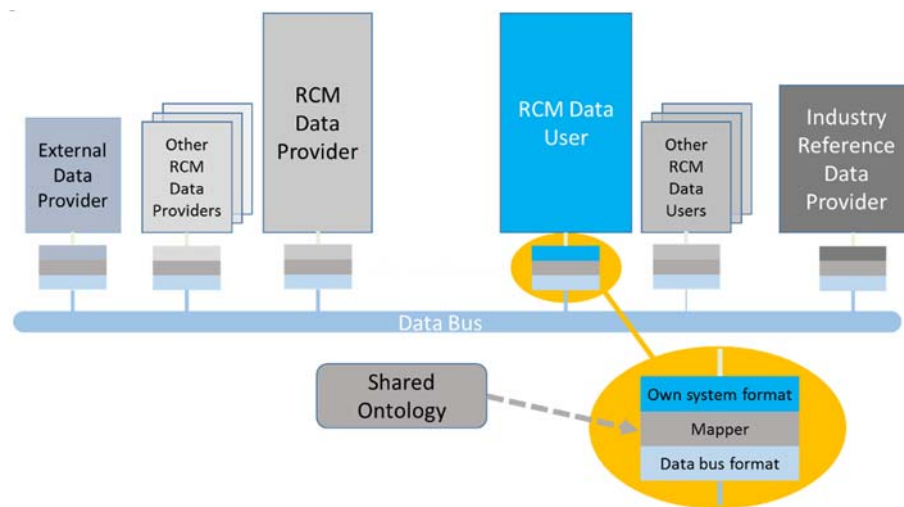 External
Data
Provider
Other
RCM
Data
Providers
RCM
Data
Provider
RCM Data
User
Other
RCM
Data
Users
Industry
Reference
Data
Provider
Data Bus
Shared
Ontology
Own system format
Mapper
Data bus format